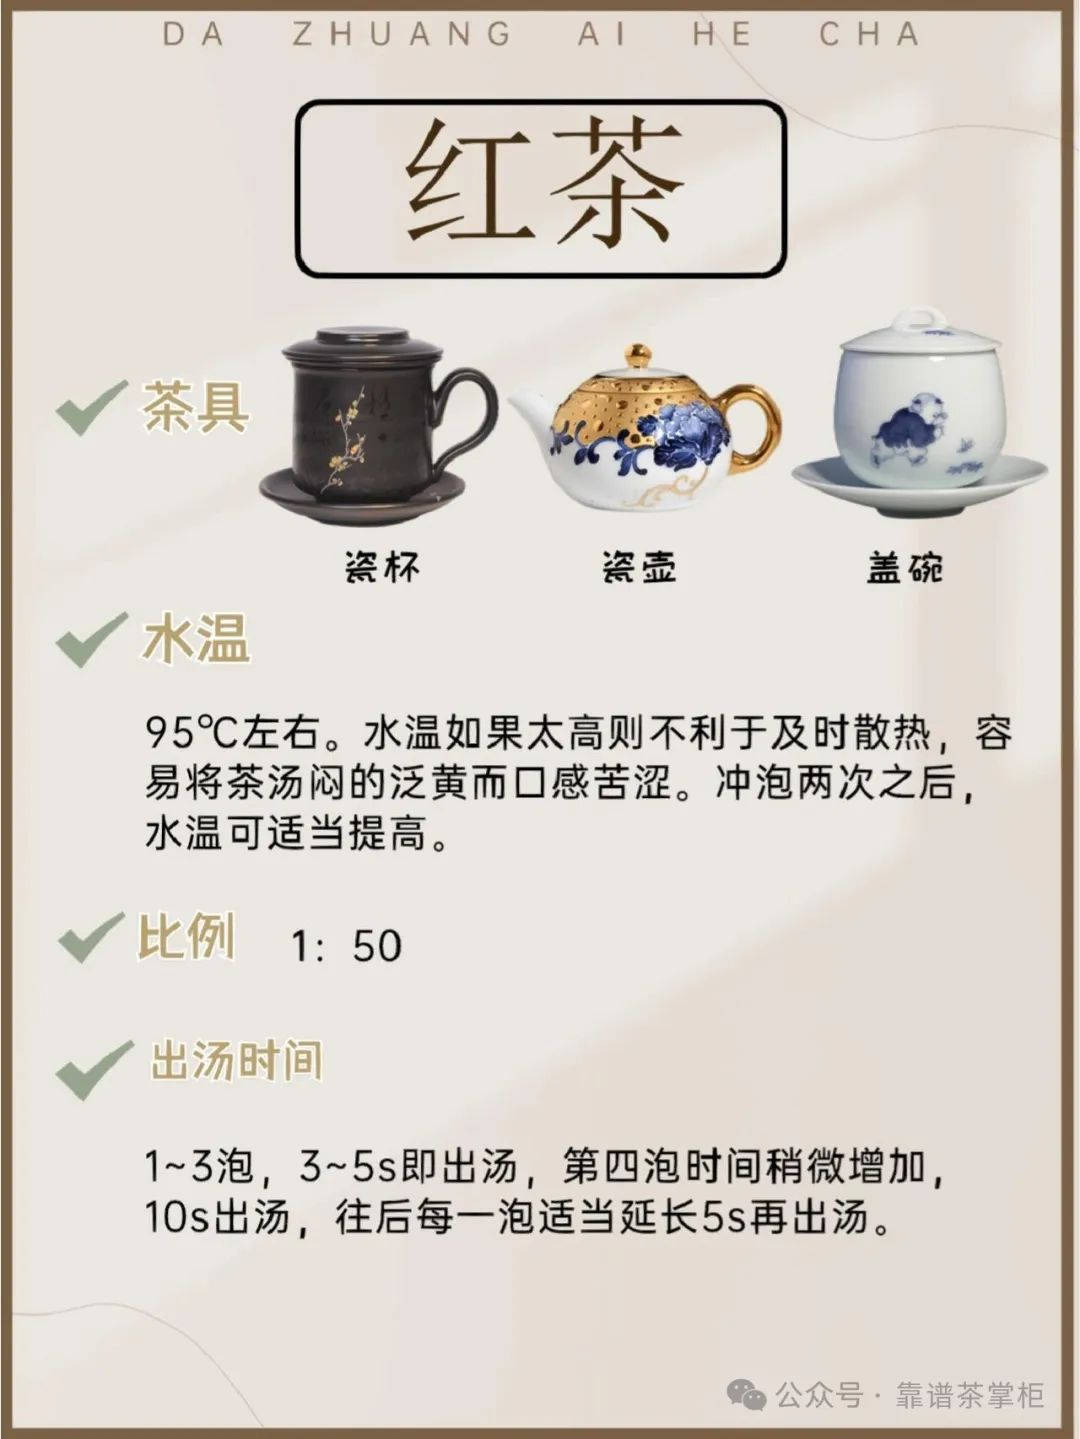 DA ZHUANG AI HE CHA
红茶
茶具
瓷杯 瓷壶 盖碗
水温
95℃左右。水温如果太高则不利于及时散热，容
易将茶汤闷的泛黄而口感苦涩。冲泡两次之后，
水温可适当提高。
比例 1：50
出汤时间
1~3泡，3~5s即出汤，第四泡时间稍微增加，
10s出汤，往后每一泡适当延长5s再出汤。
公众号·靠谱茶掌柜